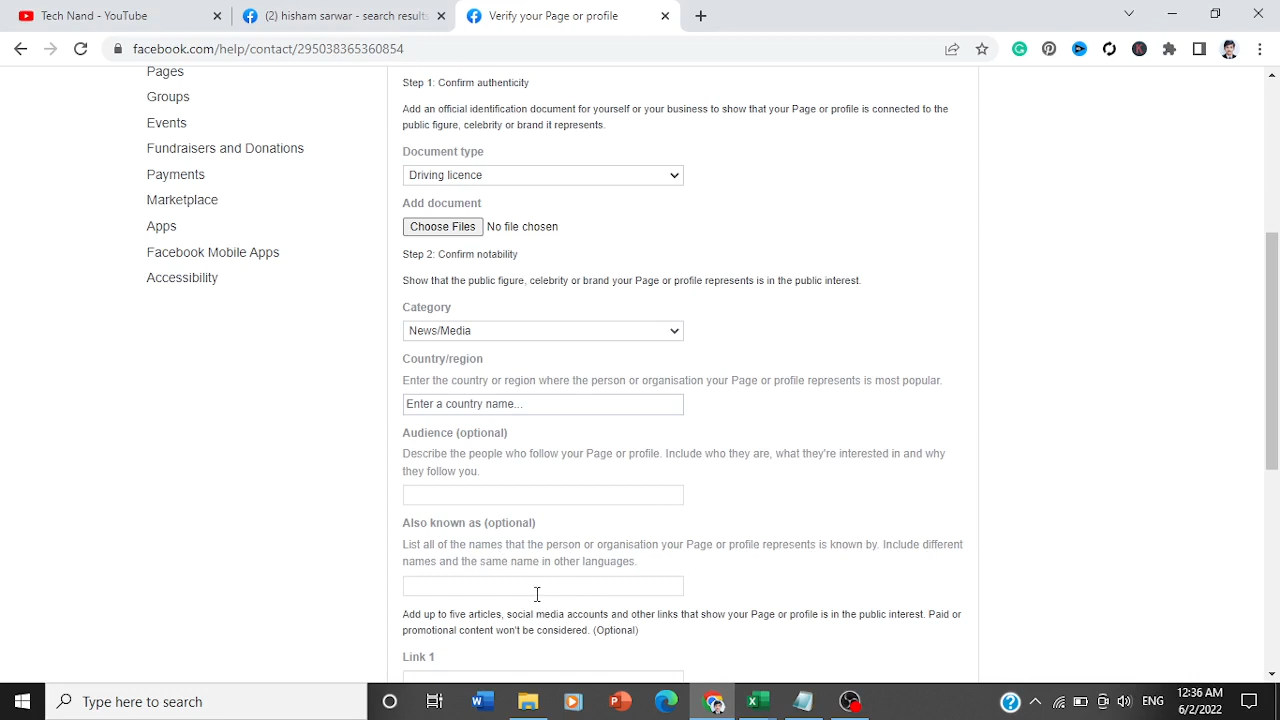 Tech Nand - YouTube
(2) hisham sarwar - search results
Verify your Page or profile
facebook.com/help/contact/295038365360854
Pages
Groups
Events
Fundraisers and Donations
Payments
Marketplace
Apps
Facebook Mobile Apps
Accessibility
Step 1: Confirm authenticity
Add an official identification document for yourself or your business to show that your Page or profile is connected to the
public figure, celebrity or brand it represents.
Document type
Driving licence
Add document
Choose Files No file chosen
Step 2: Confirm notability
Show that the public figure, celebrity or brand your Page or profile represents is in the public interest.
Category
News/Media
Country/region
Enter the country or region where the person or organisation your Page or profile represents is most popular.
Enter a country name...
Audience (optional)
Describe the people who follow your Page or profile. Include who they are, what they're interested in and why
they follow you.
Also known as (optional)
List all of the names that the person or organisation your Page or profile represents is known by. Include different
names and the same name in other languages.
Add up to five articles, social media accounts and other links that show your Page or profile is in the public interest. Paid or
promotional content won't be considered. (Optional)
Link 1
Type here to search
ENG
12:36 AM
6/2/2022